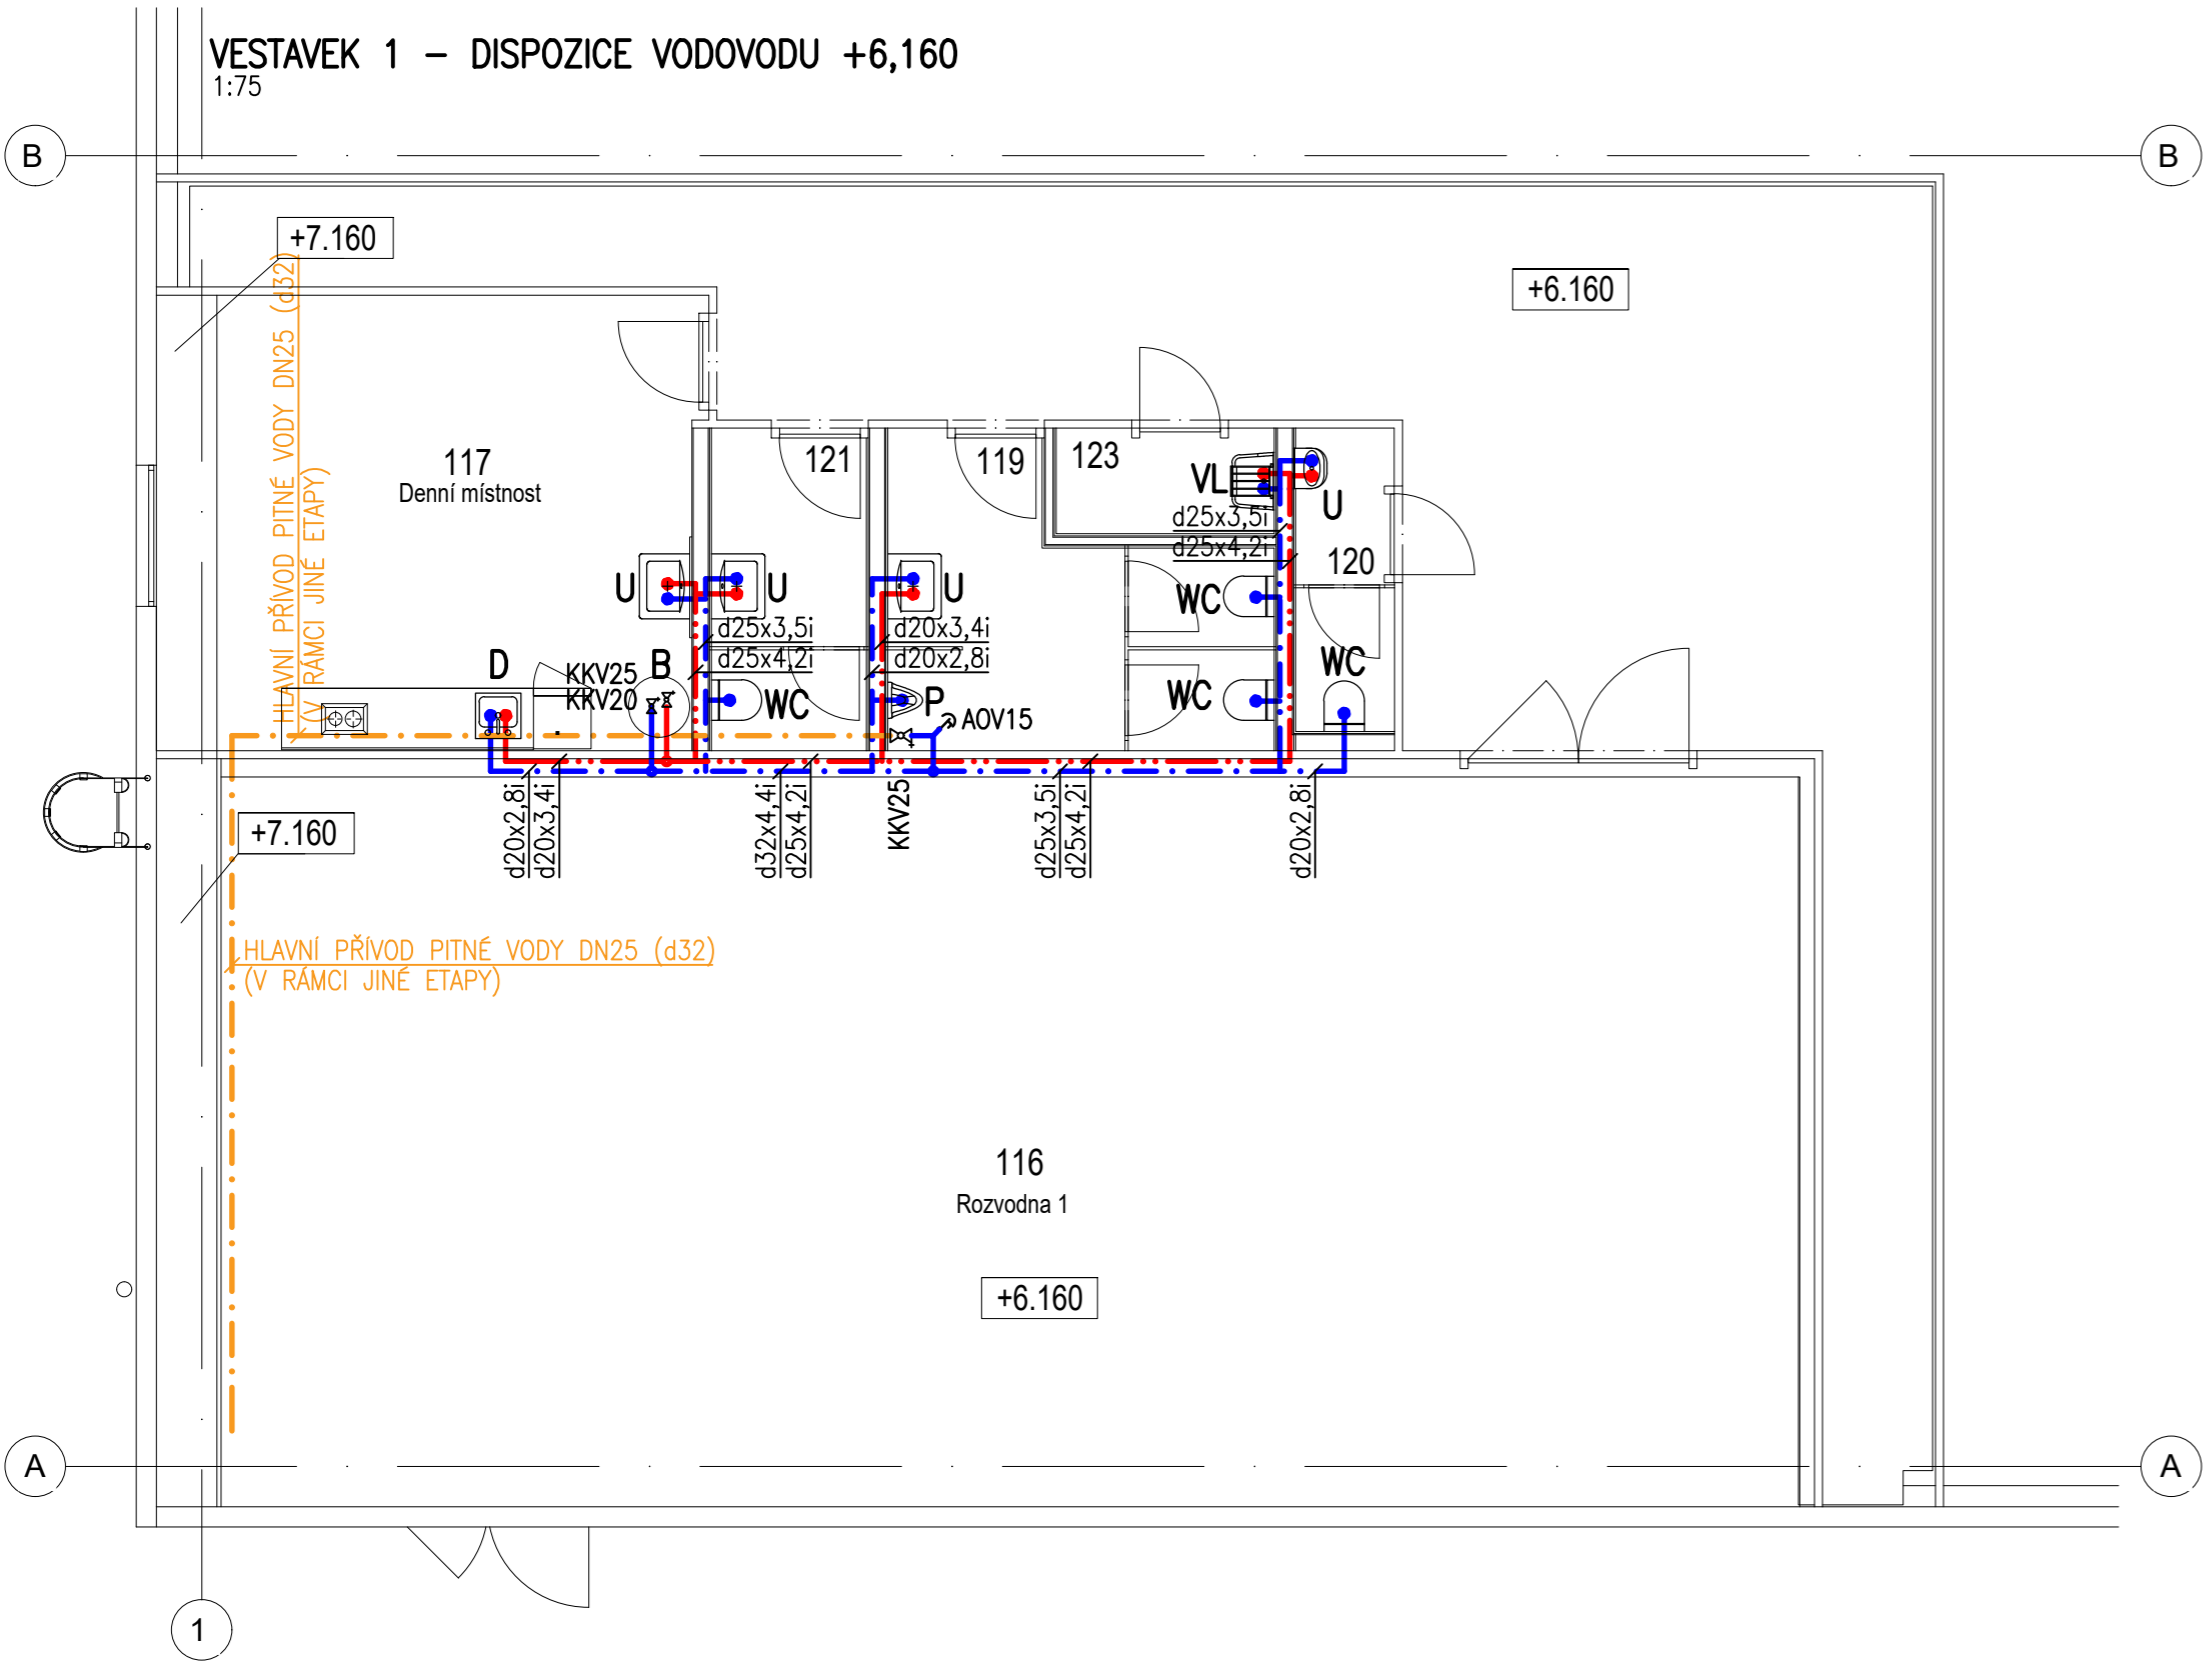 VESTAVEK 1 – DISPOZICE VODOVODU +6,160
1:75
B
B
+7.160
+6.160
HLAVNÍ PŘÍVOD PITNÉ VODY DN25 (d32)
(V RÁMCI JINÉ ETAPY)
117
Denní místnost
121
119
123
VL
U
d25x3,5i
d25x4,2i
120
U
U
U
WC
d25x3,5i
d25x4,2i
d20x3,4i
d20x2,8i
D
KKV25
KKV20
B
WC
P
AOV15
WC
WC
d20x2,8i
d20x3,4i
d32x4,4i
d25x4,2i
KKV25
d25x3,5i
d25x4,2i
d20x2,8i
+7.160
HLAVNÍ PŘÍVOD PITNÉ VODY DN25 (d32)
(V RÁMCI JINÉ ETAPY)
116
Rozvodna 1
+6.160
A
A
1